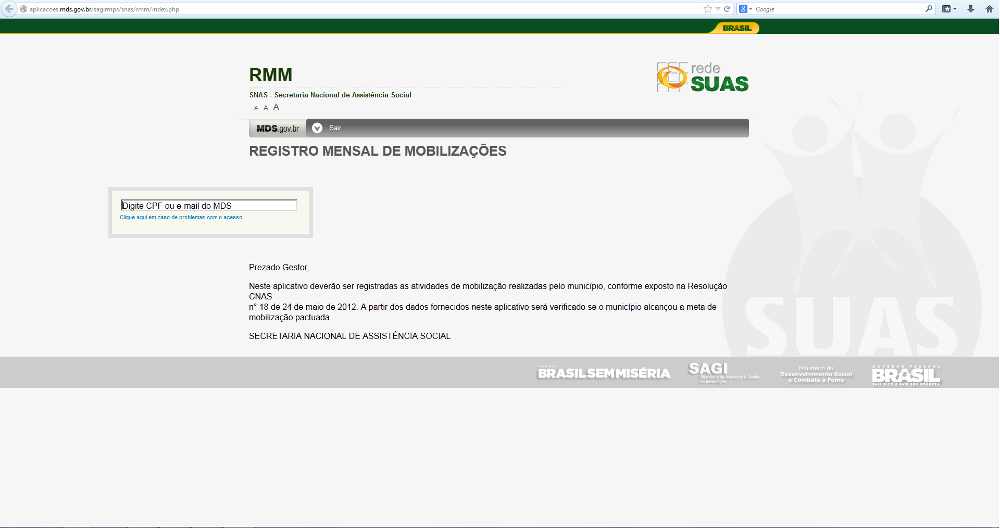 aplicacoes.mds.gov.br/sagirmps/snas/rmm/index.php
Google
BRASIL
RMM
rede
SUAS
SNAS - Secretaria Nacional de Assistência Social
A A A
MDS.gov.br
Sair
REGISTRO MENSAL DE MOBILIZAÇÕES
Digite CPF ou e-mail do MDS
Clique aqui em caso de problemas com o acesso
Prezado Gestor,
Neste aplicativo deverão ser registradas as atividades de mobilização realizadas pelo município, conforme exposto na Resolução
CNAS
n° 18 de 24 de maio de 2012. A partir dos dados fornecidos neste aplicativo será verificado se o município alcançou a meta de
mobilização pactuada.
SECRETARIA NACIONAL DE ASSISTÊNCIA SOCIAL
SUAS
PLANO
BRASIL SEM MISÉRIA
SAGI
Secretaria de Avaliação e Gestão
da Informação
Ministério do
Desenvolvimento Social
e Combate à Fome
GOVERNO FEDERAL
BRASIL
PAÍS RICO É PAÍS SEM POBREZA